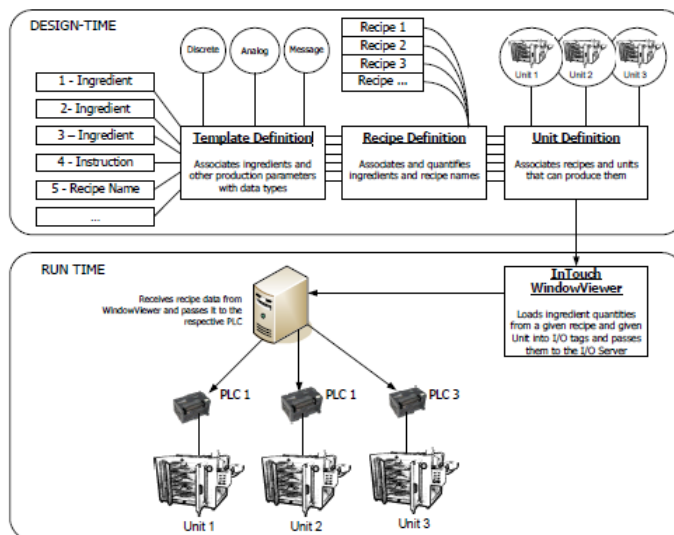 DESIGN-TIME
Discrete
Analog
Message
Recipe 1
Recipe 2
Recipe 3
Recipe ...
Unit 1
Unit 2
Unit 3
1 - Ingredient
2- Ingredient
3 – Ingredient
4 - Instruction
5 - Recipe Name
...
Template Definition
Associates ingredients and
other production parameters
with data types
Recipe Definition
Associates and quantifies
ingredients and recipe names
Unit Definition
Associates recipes and units
that can produce them
RUN TIME
InTouch
WindowViewer
Loads ingredient quantities
from a given recipe and given
Unit into I/O tags and passes
them to the I/O Server
Receives recipe data from
WindowViewer and passes it to the
respective PLC
PLC 1
PLC 1
PLC 3
Unit 1
Unit 2
Unit 3